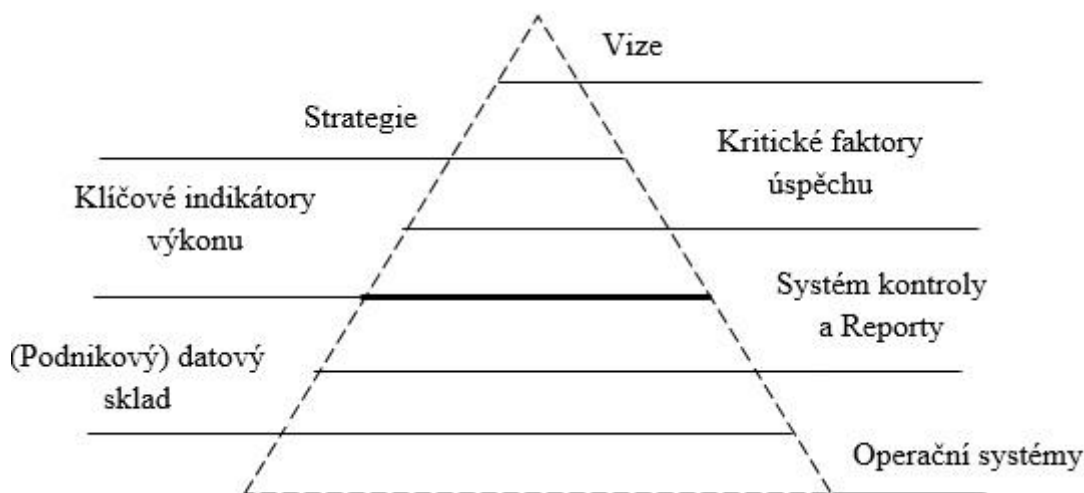 Vize
Strategie
Kritické faktory
úspěchu
Klíčové indikátory
výkonu
Systém kontroly
a Reporty
(Podnikový) datový
sklad
Operační systémy